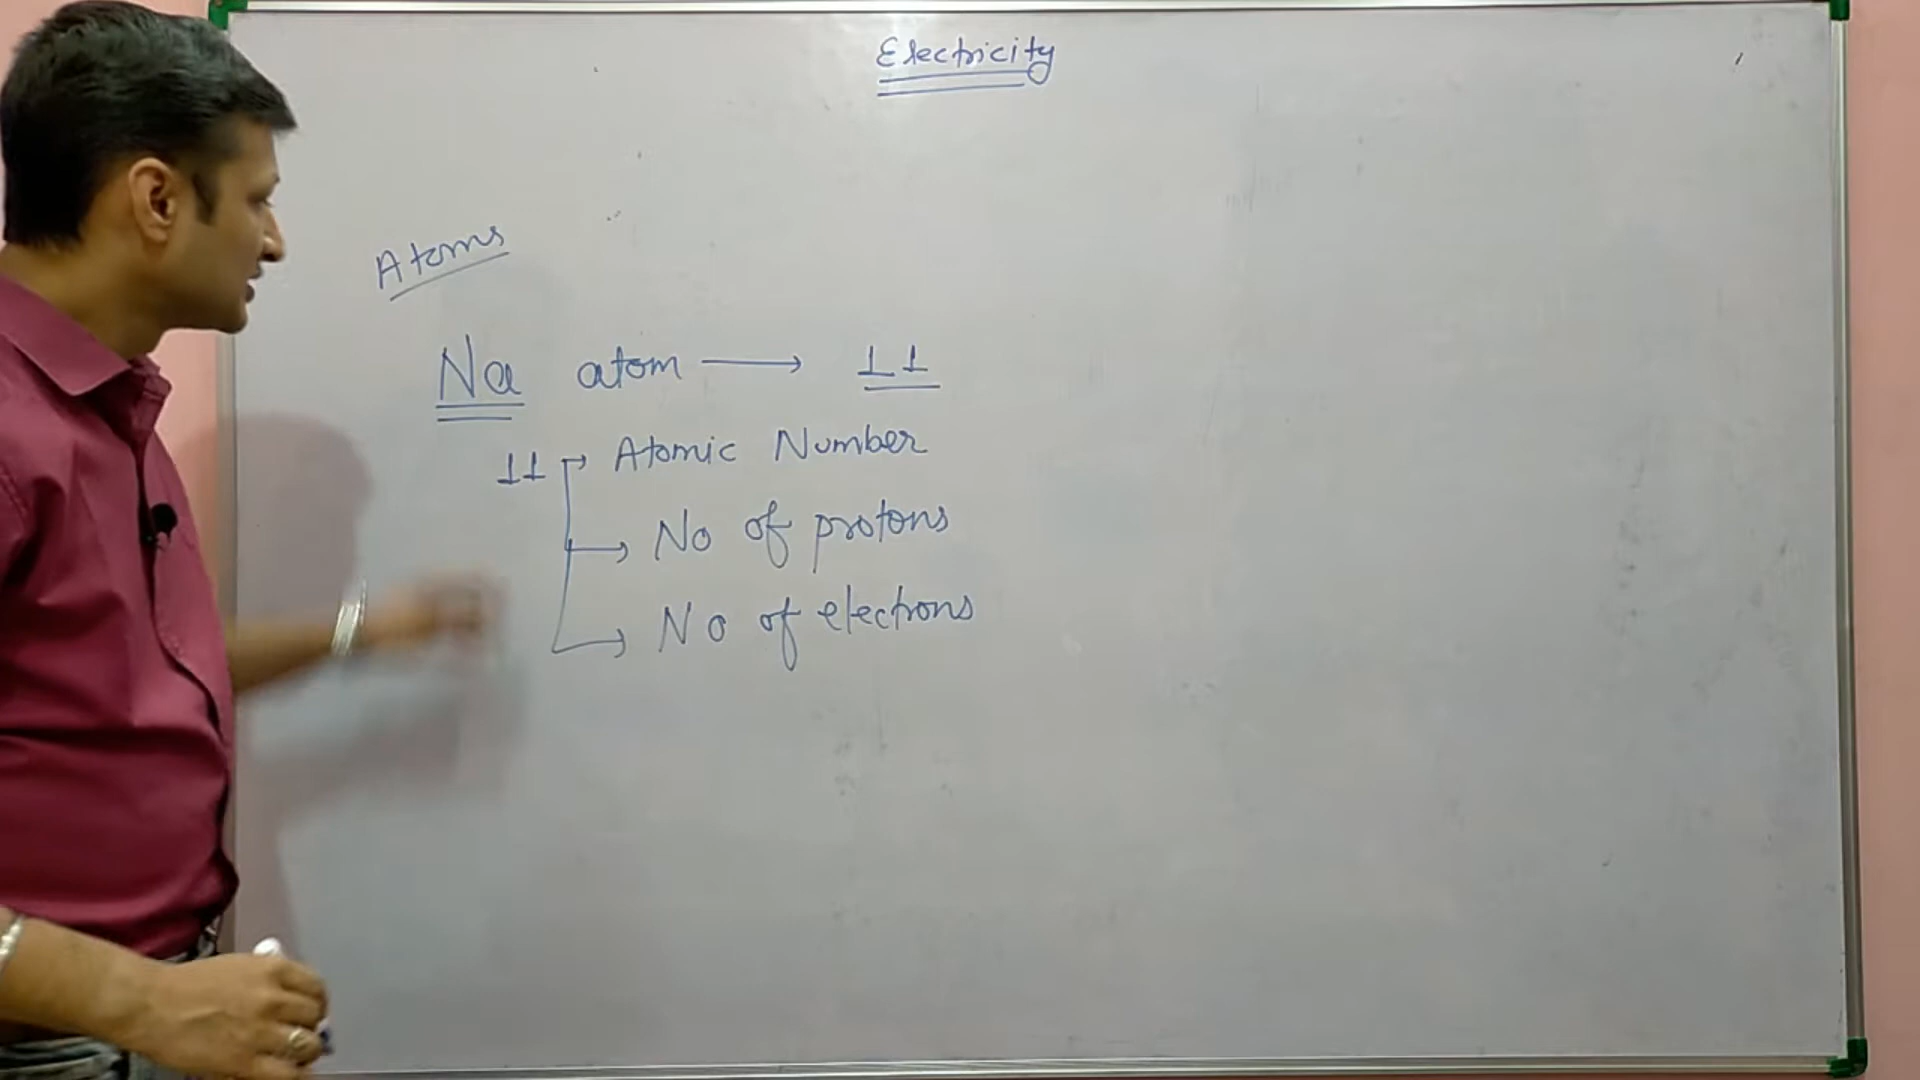 Electricity
Atoms
Na atom → 11
11 → Atomic Number
→ No of protons
→ No of electrons